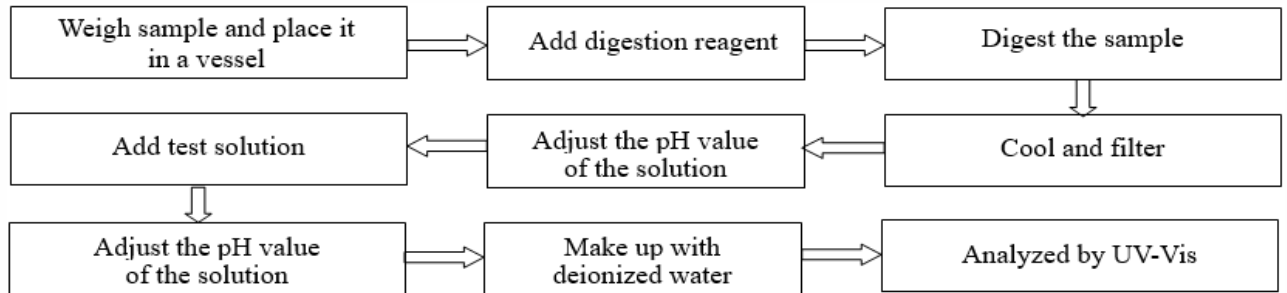 Weigh sample and place it
in a vessel
Add digestion reagent
Digest the sample
Add test solution
Adjust the pH value
of the solution
Cool and filter
Adjust the pH value
of the solution
Make up with
deionized water
Analyzed by UV-Vis